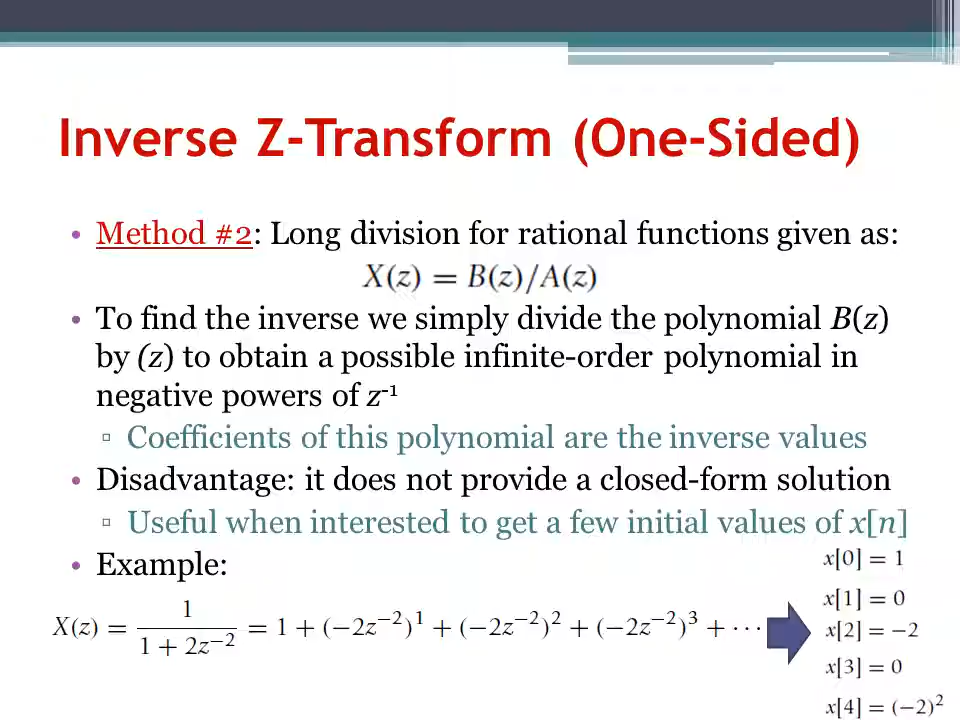 Inverse Z-Transform (One-Sided)
• Method #2: Long division for rational functions given as:
X(z) = B(z)/A(z)
• To find the inverse we simply divide the polynomial B(z)
by (z) to obtain a possible infinite-order polynomial in
negative powers of z⁻¹
▫ Coefficients of this polynomial are the inverse values
• Disadvantage: it does not provide a closed-form solution
▫ Useful when interested to get a few initial values of x[n]
• Example:
X(z) = 1 / (1 + 2z⁻²) = 1 + (−2z⁻²)¹ + (−2z⁻²)² + (−2z⁻²)³ + ⋯
x[0] = 1
x[1] = 0
x[2] = −2
x[3] = 0
x[4] = (−2)²